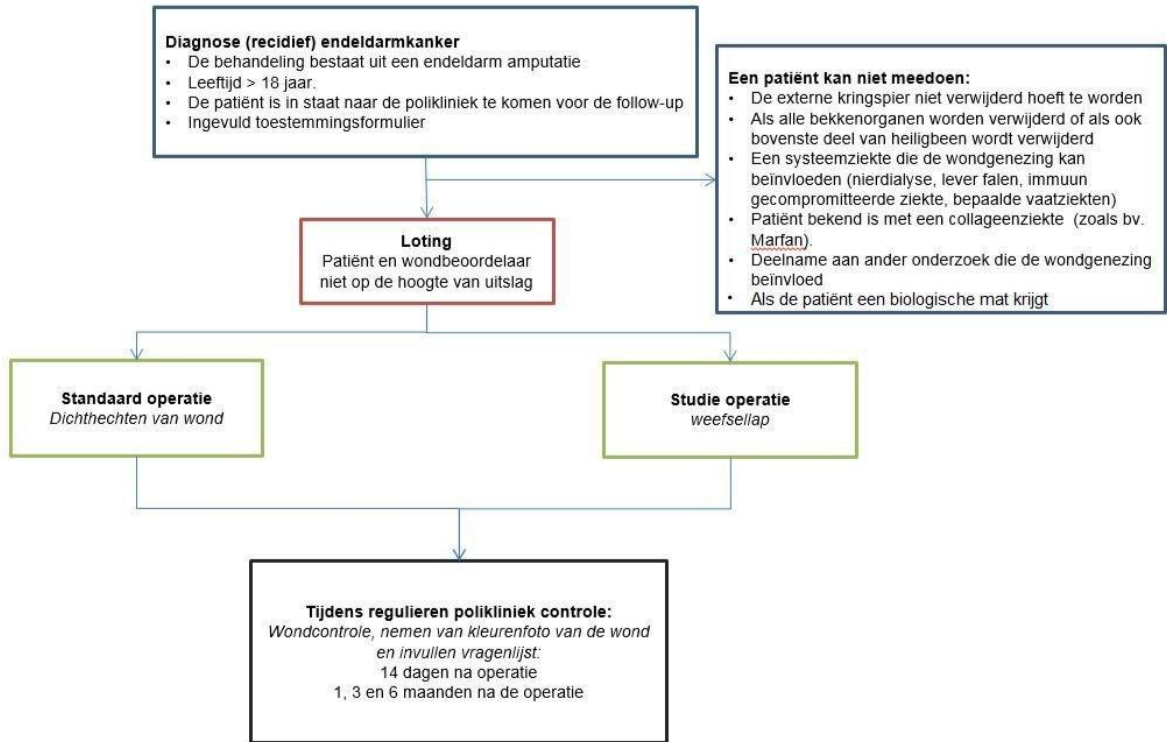 Diagnose (recidief) endeldarmkanker
• De behandeling bestaat uit een endeldarm amputatie
• Leeftijd > 18 jaar.
• De patiënt is in staat naar de polikliniek te komen voor de follow-up
• Ingevuld toestemmingsformulier
Een patiënt kan niet meedoen:
• De externe kringspier niet verwijderd hoeft te worden
• Als alle bekkenorganen worden verwijderd of als ook
bovenste deel van heiligbeen wordt verwijderd
• Een systeemziekte die de wondgenezing kan
beïnvloeden (nierdialyse, lever falen, immuun
gecompromitteerde ziekte, bepaalde vaatziekten)
• Patiënt bekend is met een collageenziekte (zoals bv.
Marfan).
• Deelname aan ander onderzoek die de wondgenezing
beïnvloed
• Als de patiënt een biologische mat krijgt
Loting
Patiënt en wondbeoordelaar
niet op de hoogte van uitslag
Standaard operatie
Dichthechten van wond
Studie operatie
weefsellap
Tijdens regulieren polikliniek controle:
Wondcontrole, nemen van kleurenfoto van de wond
en invullen vragenlijst:
14 dagen na operatie
1, 3 en 6 maanden na de operatie